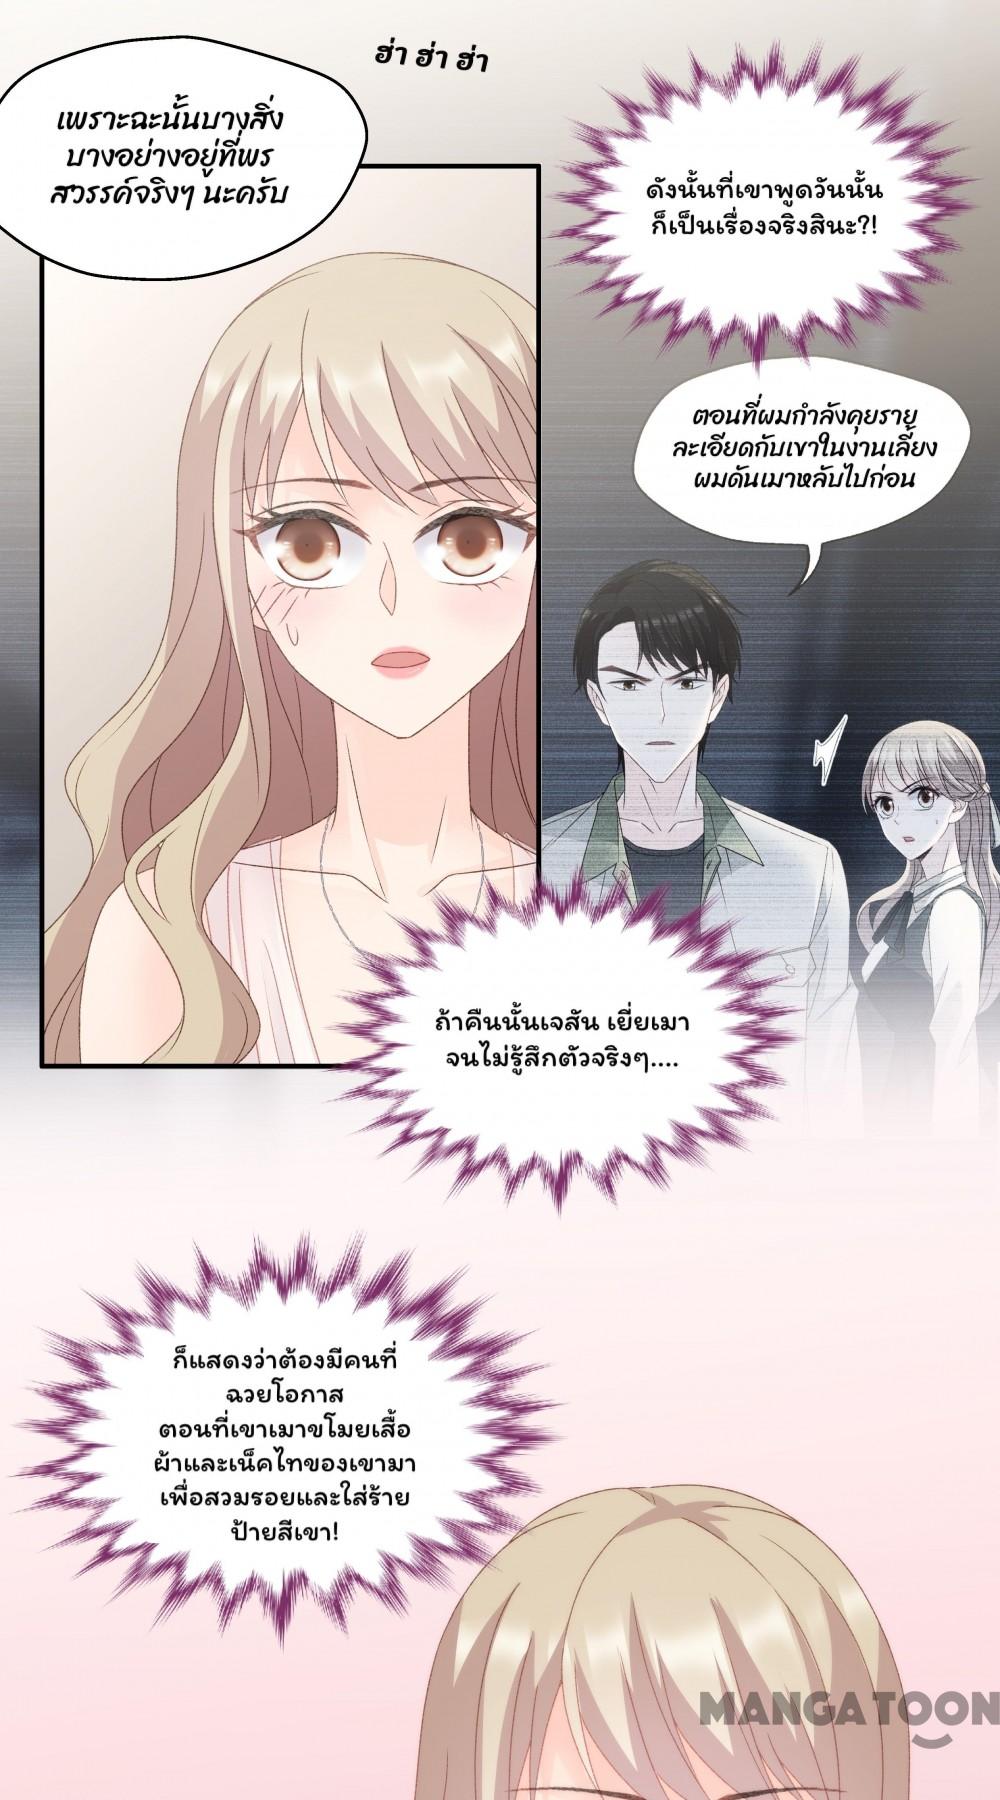 ฮ่า ฮ่า ฮ่า
เพราะฉะนั้นบางสิ่ง
บางอย่างอยู่ที่พร
สวรรค์จริงๆ นะครับ
ดังนั้นที่เขาพูดวันนั้น
ก็เป็นเรื่องจริงสินะ?!
ตอนที่ผมกำลังคุยราย
ละเอียดกับเขาในงานเลี้ยง
ผมดันเมาหลับไปก่อน
ถ้าคืนนั้นเจสัน เยี่ยเมา
จนไม่รู้สึกตัวจริงๆ....
ก็แสดงว่าต้องมีคนที่
ฉวยโอกาส
ตอนที่เขาเมาขโมยเสื้อ
ผ้าและเน็คไทของเขามา
เพื่อสวมรอยและใส่ร้าย
ป้ายสีเขา!
MANGATOON